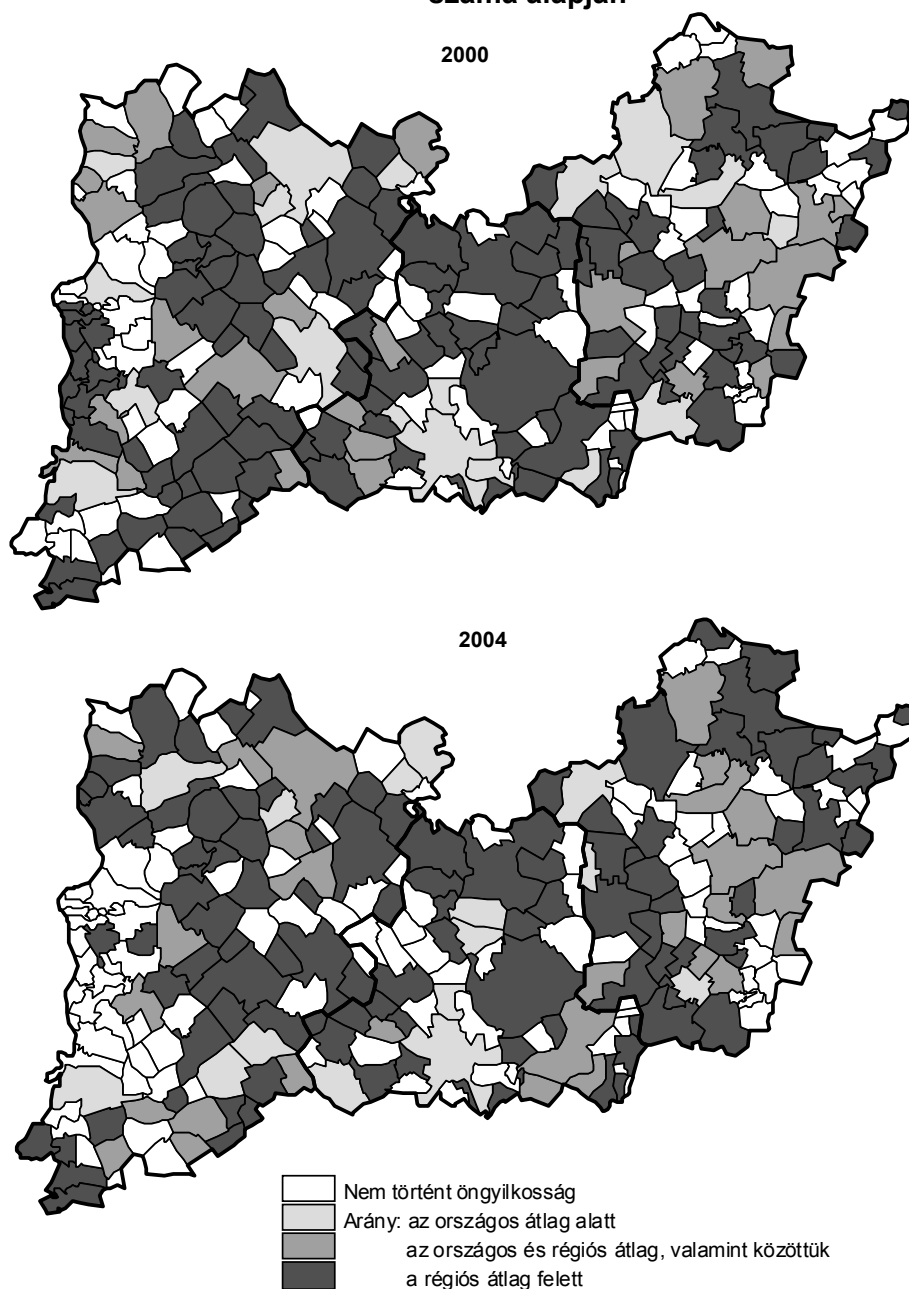 száma alapján
2000
2004
Nem történt öngyilkosság
Arány: az országos átlag alatt
az országos és régiós átlag, valamint közöttük
a régiós átlag felett